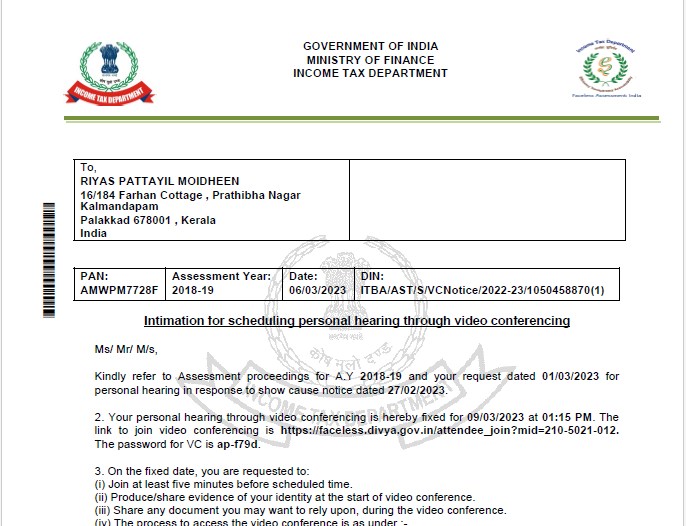 GOVERNMENT OF INDIA
MINISTRY OF FINANCE
INCOME TAX DEPARTMENT
INCOME TAX DEPARTMENT
Income Tax Department
Faceless Assessment India
To,
RIYAS PATTAYIL MOIDHEEN
16/184 Farhan Cottage , Prathibha Nagar
Kalmandapam
Palakkad 678001 , Kerala
India
PAN:
AMWPM7728F
Assessment Year:
2018-19
Date:
06/03/2023
DIN:
ITBA/AST/S/VCNotice/2022-23/1050458870(1)
Intimation for scheduling personal hearing through video conferencing
Ms/ Mr/ M/s,
Kindly refer to Assessment proceedings for A.Y 2018-19 and your request dated 01/03/2023 for
personal hearing in response to show cause notice dated 27/02/2023.
2. Your personal hearing through video conferencing is hereby fixed for 09/03/2023 at 01:15 PM. The
link to join video conferencing is https://faceless.divya.gov.in/attendee_join?mid=210-5021-012.
The password for VC is ap-f79d.
3. On the fixed date, you are requested to:
(i) Join at least five minutes before scheduled time.
(ii) Produce/share evidence of your identity at the start of video conference.
(iii) Share any document you may want to rely upon, during the video conference.
(iv) The process to access the video conference is as under :-
कोष मूलो दण्ड
INCOME TAX DEPARTMENT